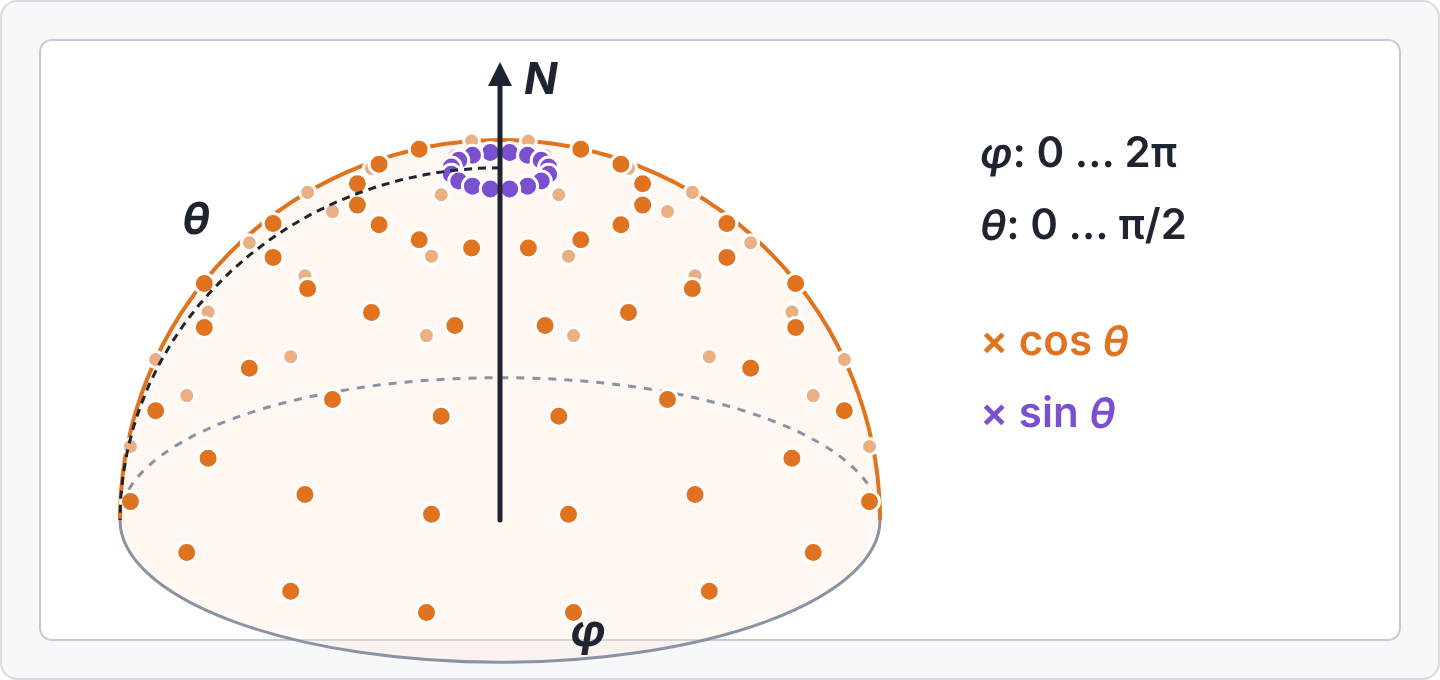 N
θ
φ
φ: 0 … 2π
θ: 0 … π/2
× cos θ
× sin θ